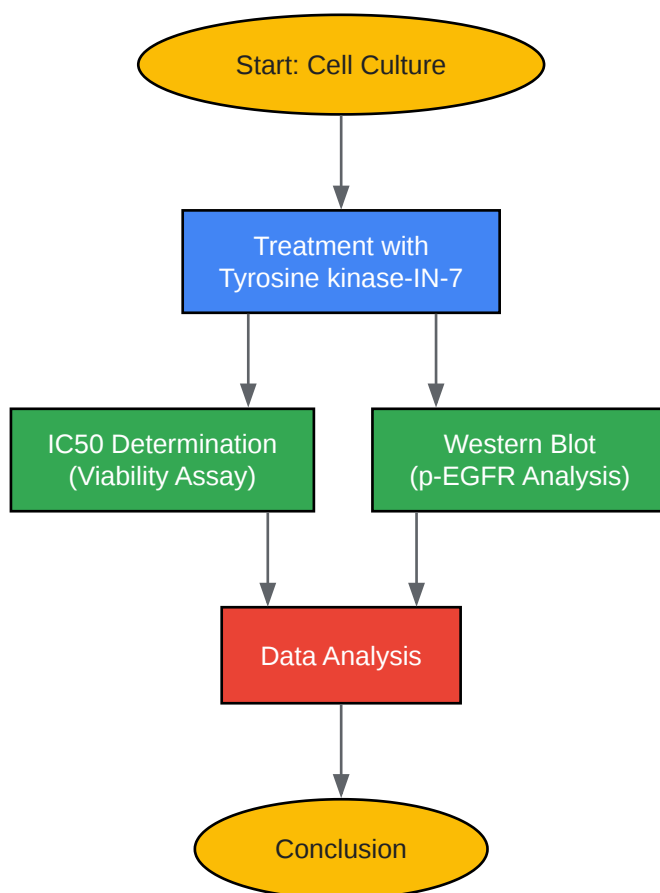 Start: Cell Culture
Treatment with
Tyrosine kinase-IN-7
IC50 Determination
(Viability Assay)
Western Blot
(p-EGFR Analysis)
Data Analysis
Conclusion